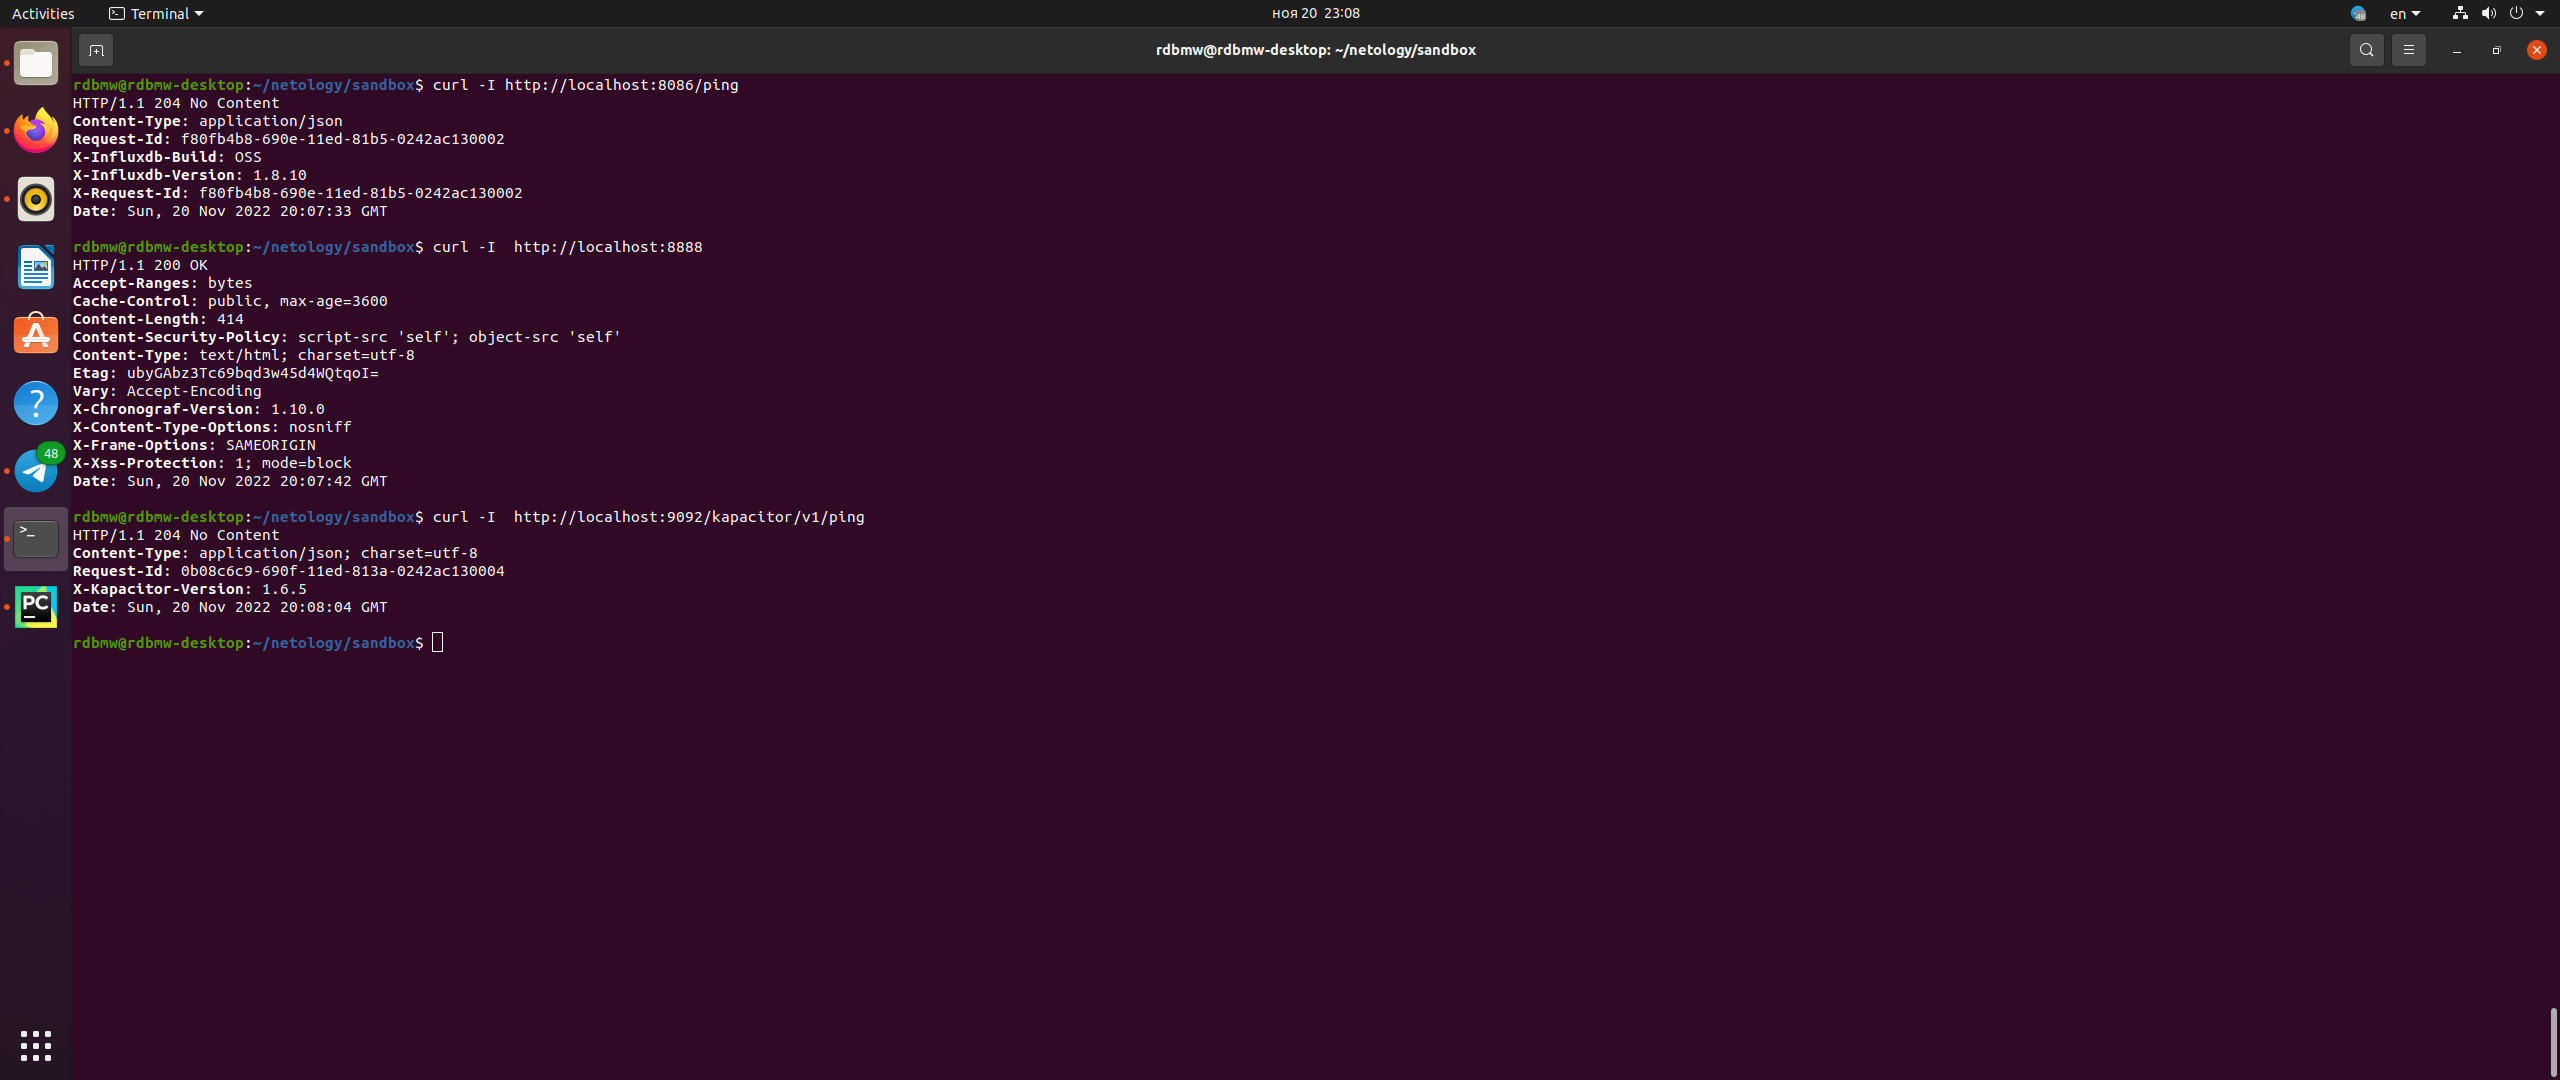 Activities
Terminal
ноя 20 23:08
48
en
rdbmw@rdbmw-desktop: ~/netology/sandbox
rdbmw@rdbmw-desktop:~/netology/sandbox$ curl -I http://localhost:8086/ping
HTTP/1.1 204 No Content
Content-Type: application/json
Request-Id: f80fb4b8-690e-11ed-81b5-0242ac130002
X-Influxdb-Build: OSS
X-Influxdb-Version: 1.8.10
X-Request-Id: f80fb4b8-690e-11ed-81b5-0242ac130002
Date: Sun, 20 Nov 2022 20:07:33 GMT
rdbmw@rdbmw-desktop:~/netology/sandbox$ curl -I  http://localhost:8888
HTTP/1.1 200 OK
Accept-Ranges: bytes
Cache-Control: public, max-age=3600
Content-Length: 414
Content-Security-Policy: script-src 'self'; object-src 'self'
Content-Type: text/html; charset=utf-8
Etag: ubyGAbz3Tc69bqd3w45d4WQtqoI=
Vary: Accept-Encoding
X-Chronograf-Version: 1.10.0
X-Content-Type-Options: nosniff
X-Frame-Options: SAMEORIGIN
X-Xss-Protection: 1; mode=block
Date: Sun, 20 Nov 2022 20:07:42 GMT
rdbmw@rdbmw-desktop:~/netology/sandbox$ curl -I  http://localhost:9092/kapacitor/v1/ping
HTTP/1.1 204 No Content
Content-Type: application/json; charset=utf-8
Request-Id: 0b08c6c9-690f-11ed-813a-0242ac130004
X-Kapacitor-Version: 1.6.5
Date: Sun, 20 Nov 2022 20:08:04 GMT
rdbmw@rdbmw-desktop:~/netology/sandbox$
48
PC